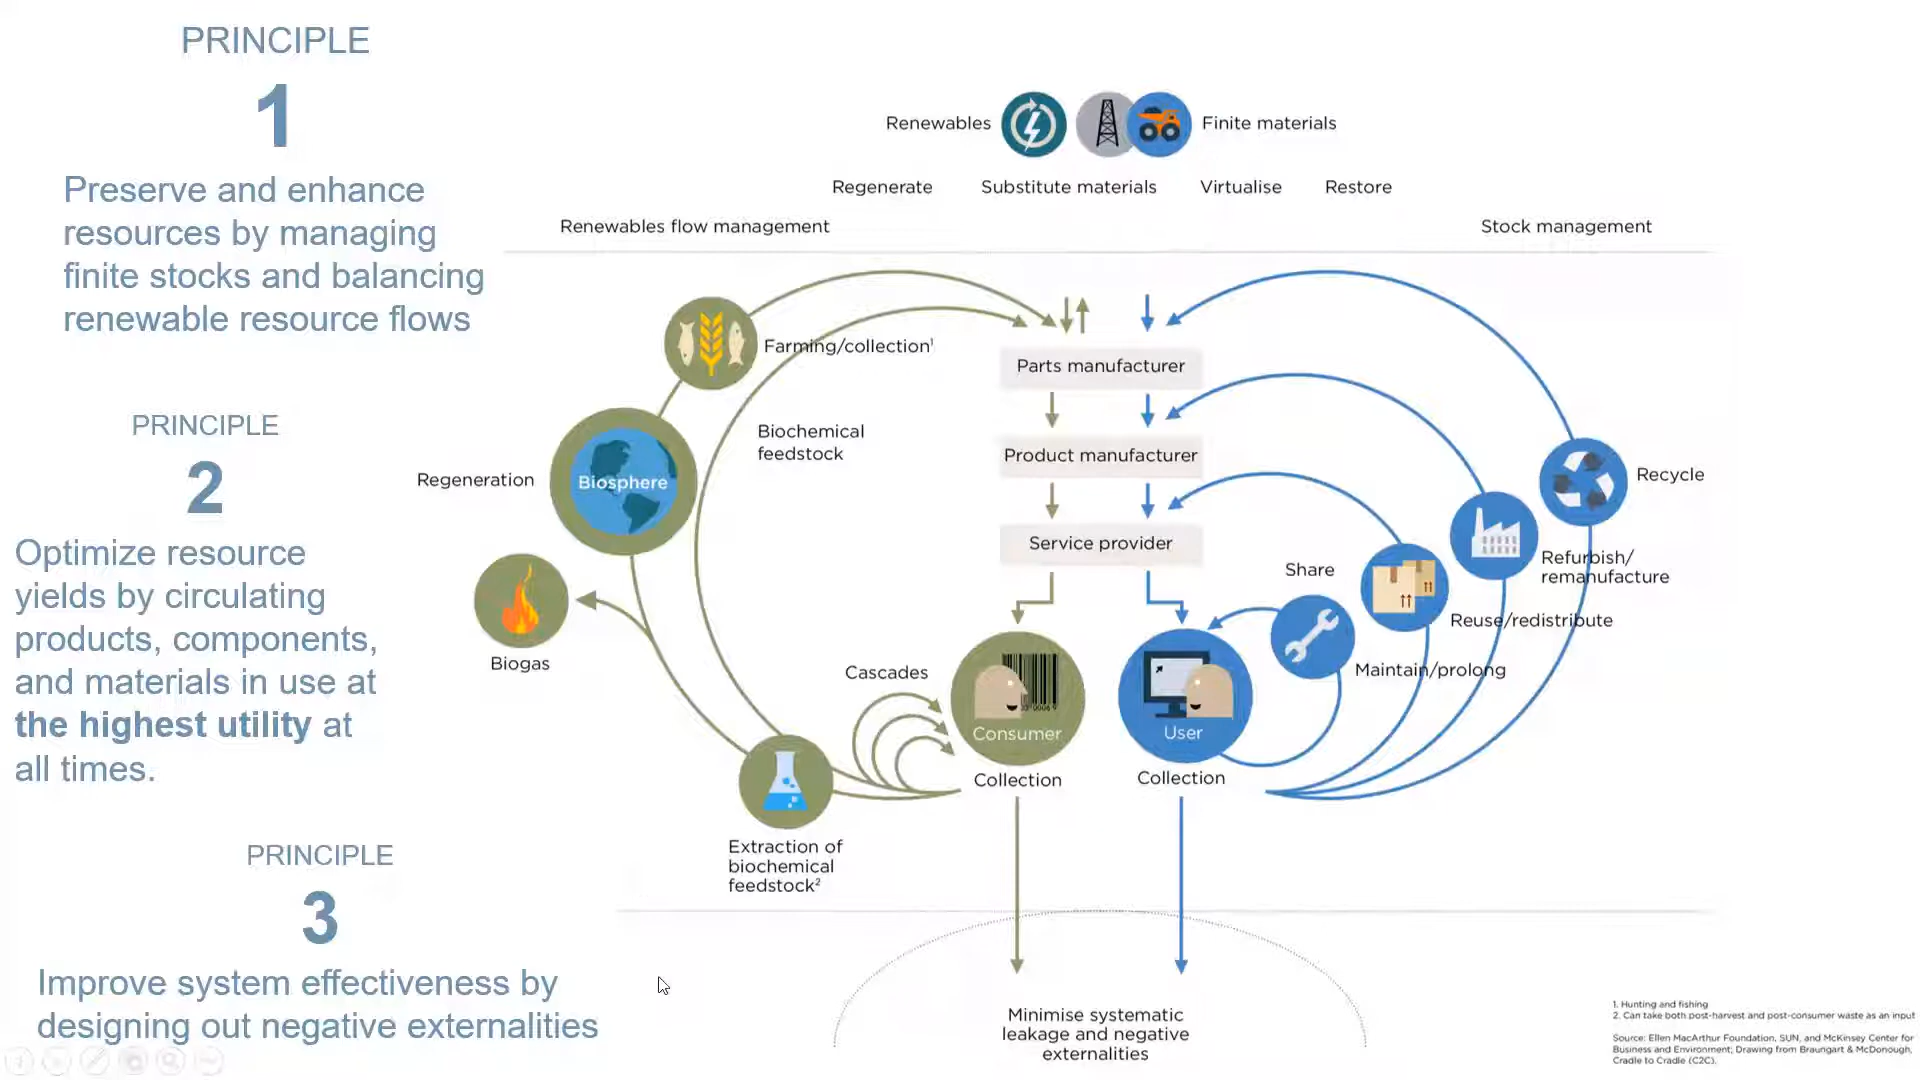 PRINCIPLE
1
Preserve and enhance
resources by managing
finite stocks and balancing
renewable resource flows
PRINCIPLE
2
Optimize resource
yields by circulating
products, components,
and materials in use at
the highest utility at
all times.
PRINCIPLE
3
Improve system effectiveness by
designing out negative externalities
Renewables
Finite materials
Regenerate
Substitute materials
Virtualise
Restore
Renewables flow management
Stock management
Farming/collection¹
Parts manufacturer
Biochemical
feedstock
Product manufacturer
Regeneration
Biosphere
Recycle
Service provider
Share
Refurbish/
remanufacture
Reuse/redistribute
Biogas
Cascades
Maintain/prolong
Consumer
User
Collection
Collection
Extraction of
biochemical
feedstock²
Minimise systematic
leakage and negative
externalities
1. Hunting and fishing
2. Can take both post-harvest and post-consumer waste as an input
Source: Ellen MacArthur Foundation, SUN, and McKinsey Center for
Business and Environment; Drawing from Braungart & McDonough,
Cradle to Cradle (C2C).